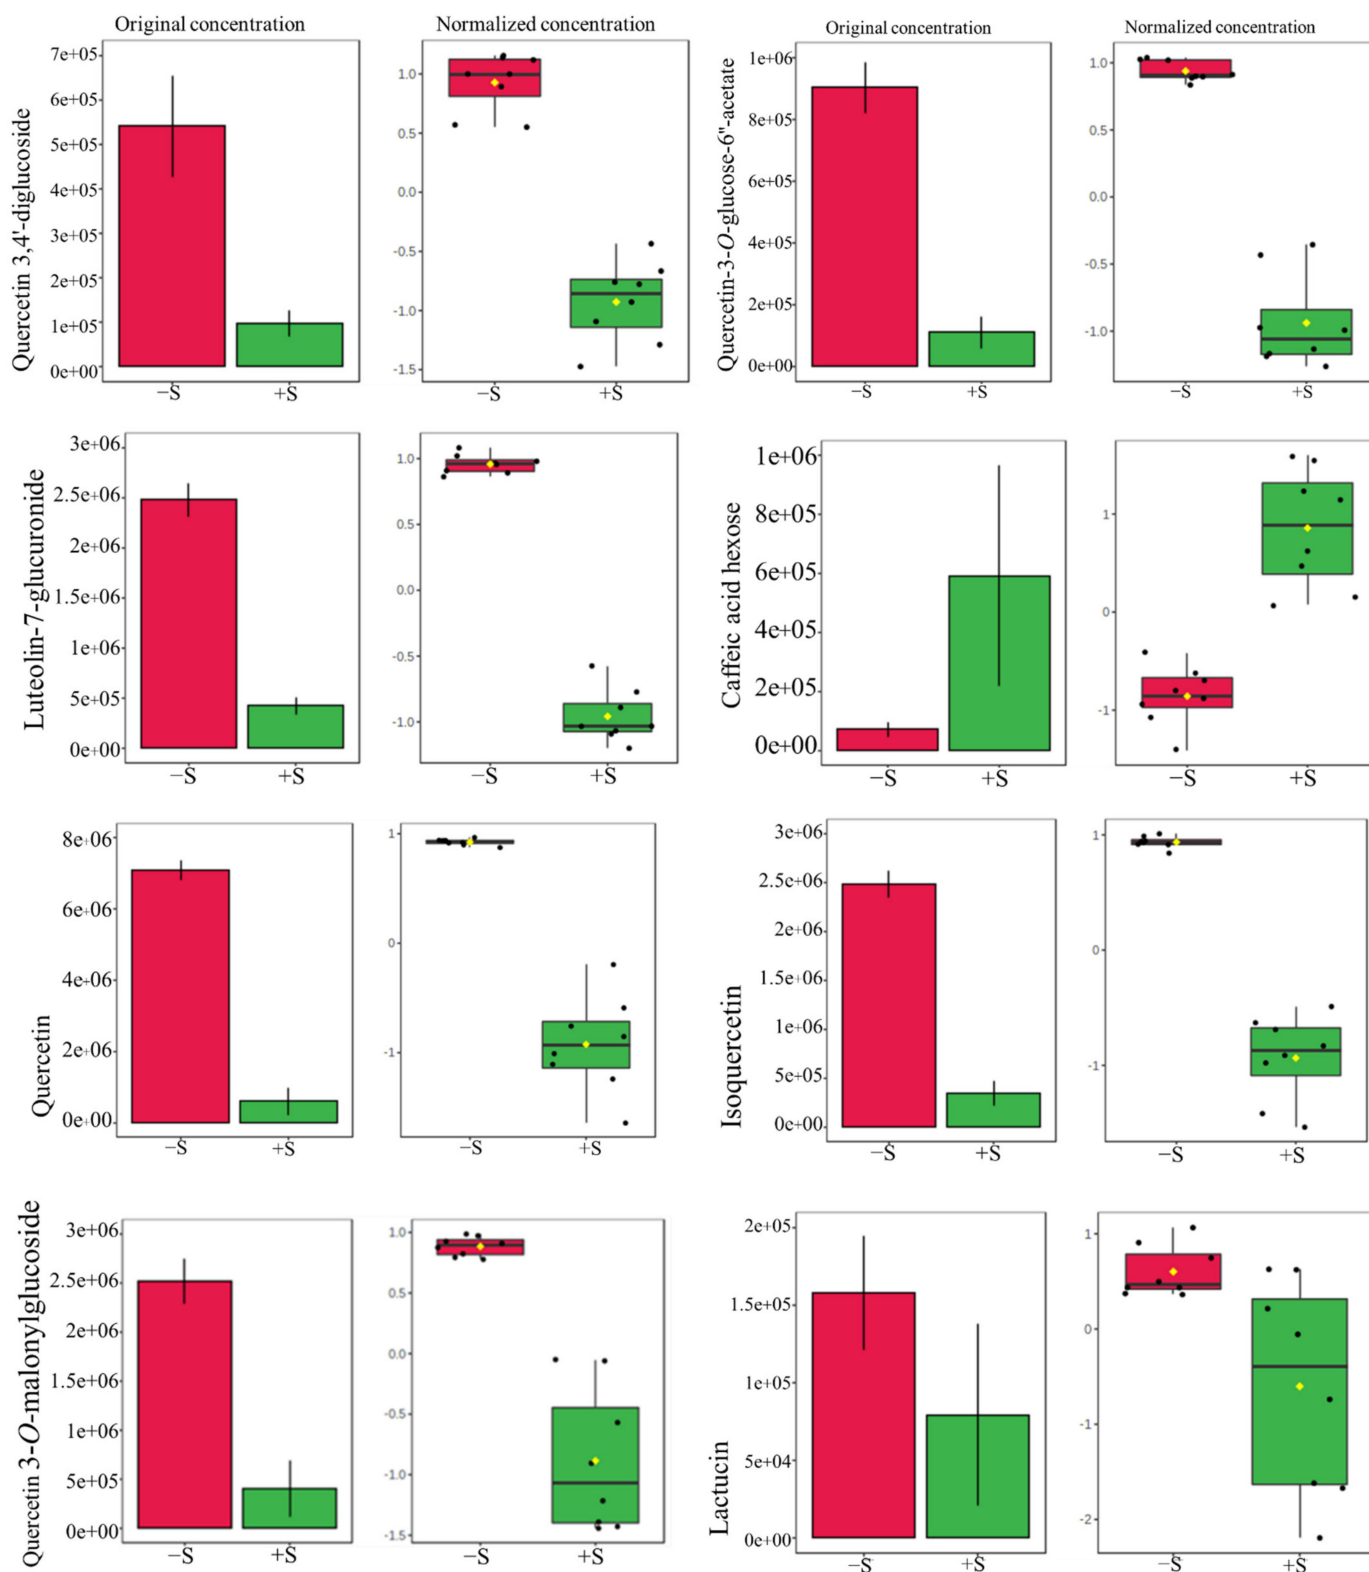 Original concentration
Normalized concentration
Quercetin 3,4'-diglucoside
7e+05
6e+05
5e+05
4e+05
3e+05
2e+05
1e+05
0e+00
−S
+S
1.0
0.5
0.0
-0.5
-1.0
-1.5
−S
+S
Original concentration
Normalized concentration
Quercetin-3-O-glucose-6"-acetate
1e+06
8e+05
6e+05
4e+05
2e+05
0e+00
−S
+S
1.0
0.5
0.0
-0.5
-1.0
−S
+S
Luteolin-7-glucuronide
3e+06
2.5e+06
2e+06
1.5e+06
1e+06
5e+05
0e+00
−S
+S
1.0
0.5
0.0
-0.5
-1.0
−S
+S
Caffeic acid hexose
1e+06
8e+05
6e+05
4e+05
2e+05
0e+00
−S
+S
1
0
-1
−S
+S
Quercetin
8e+06
6e+06
4e+06
2e+06
0e+00
−S
+S
1
0
-1
−S
+S
Isoquercetin
3e+06
2.5e+06
2e+06
1.5e+06
1e+06
5e+05
0e+00
−S
+S
1
0
-1
−S
+S
Quercetin 3-O-malonylglucoside
3e+06
2.5e+06
2e+06
1.5e+06
1e+06
5e+05
0e+00
−S
+S
1.0
0.5
0.0
-0.5
-1.0
-1.5
−S
+S
Lactucin
2e+05
1.5e+05
1e+05
5e+04
0e+00
−S
+S
1
0
-1
-2
−S
+S